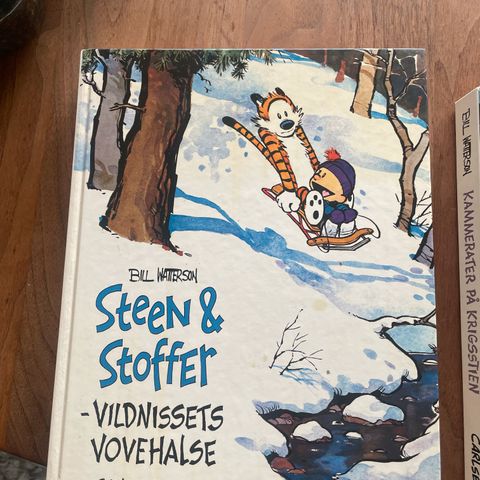 BILL WATTERSON
Steen &
Stoffer
-VILDNISSETS
VOVEHALSE
BILL WATTERSON
KAMMERATER PÅ KRIGSSTIEN